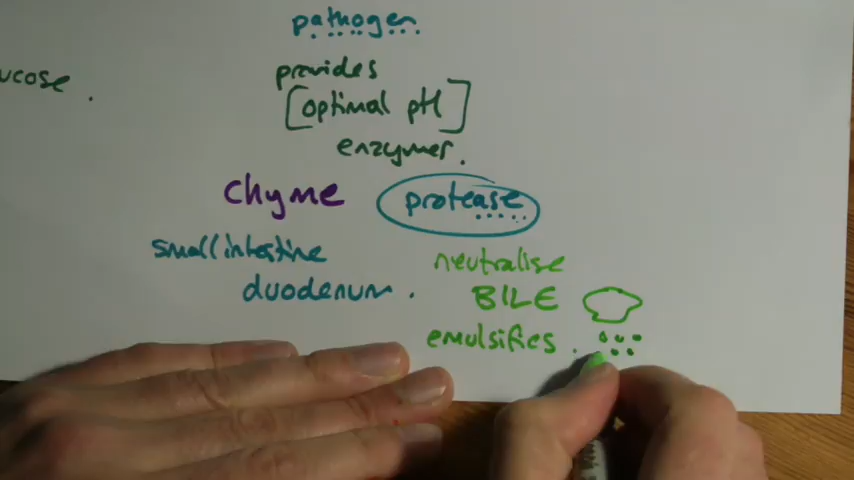 pathogen
ucose.
provides
[optimal pH]
enzymes.
chyme
protease
small intestine
duodenum.
neutralise
BILE
emulsifies.